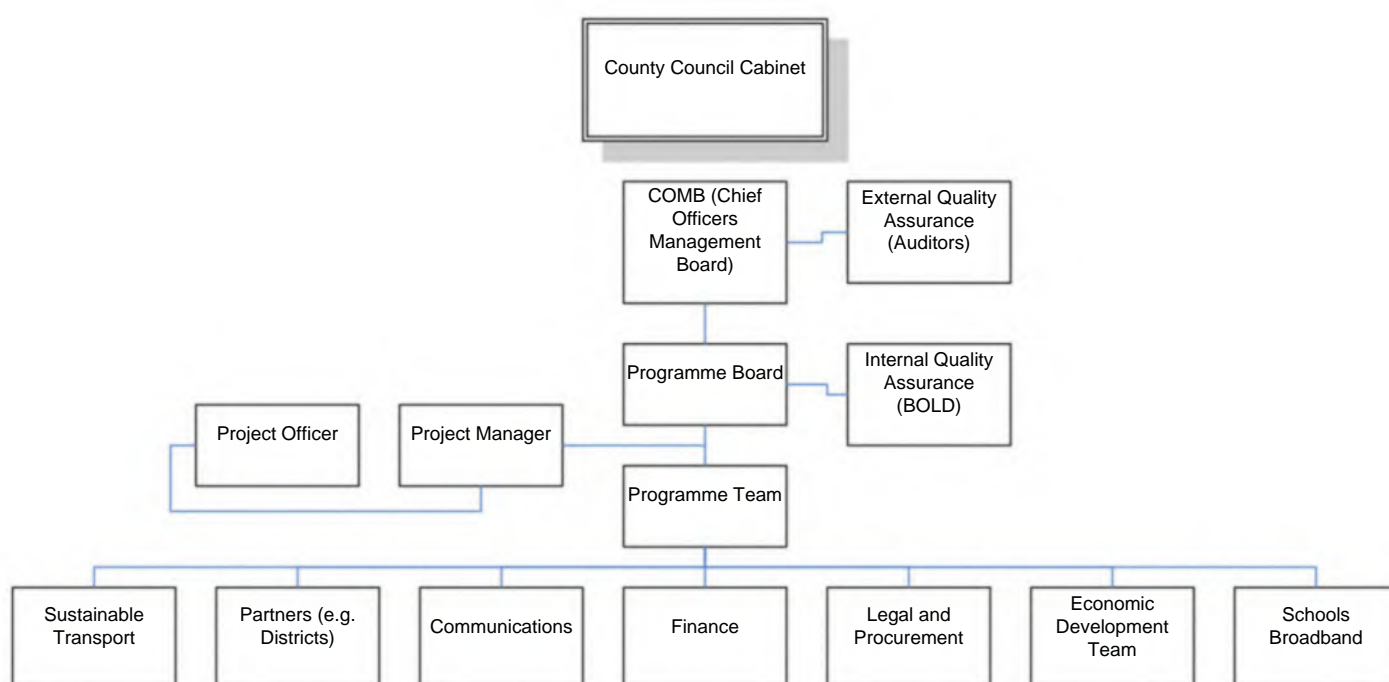 County Council Cabinet
COMB (Chief
Officers
Management
Board)
External Quality
Assurance
(Auditors)
Programme Board
Internal Quality
Assurance
(BOLD)
Project Officer
Project Manager
Programme Team
Sustainable
Transport
Partners (e.g.
Districts)
Communications
Finance
Legal and
Procurement
Economic
Development
Team
Schools
Broadband